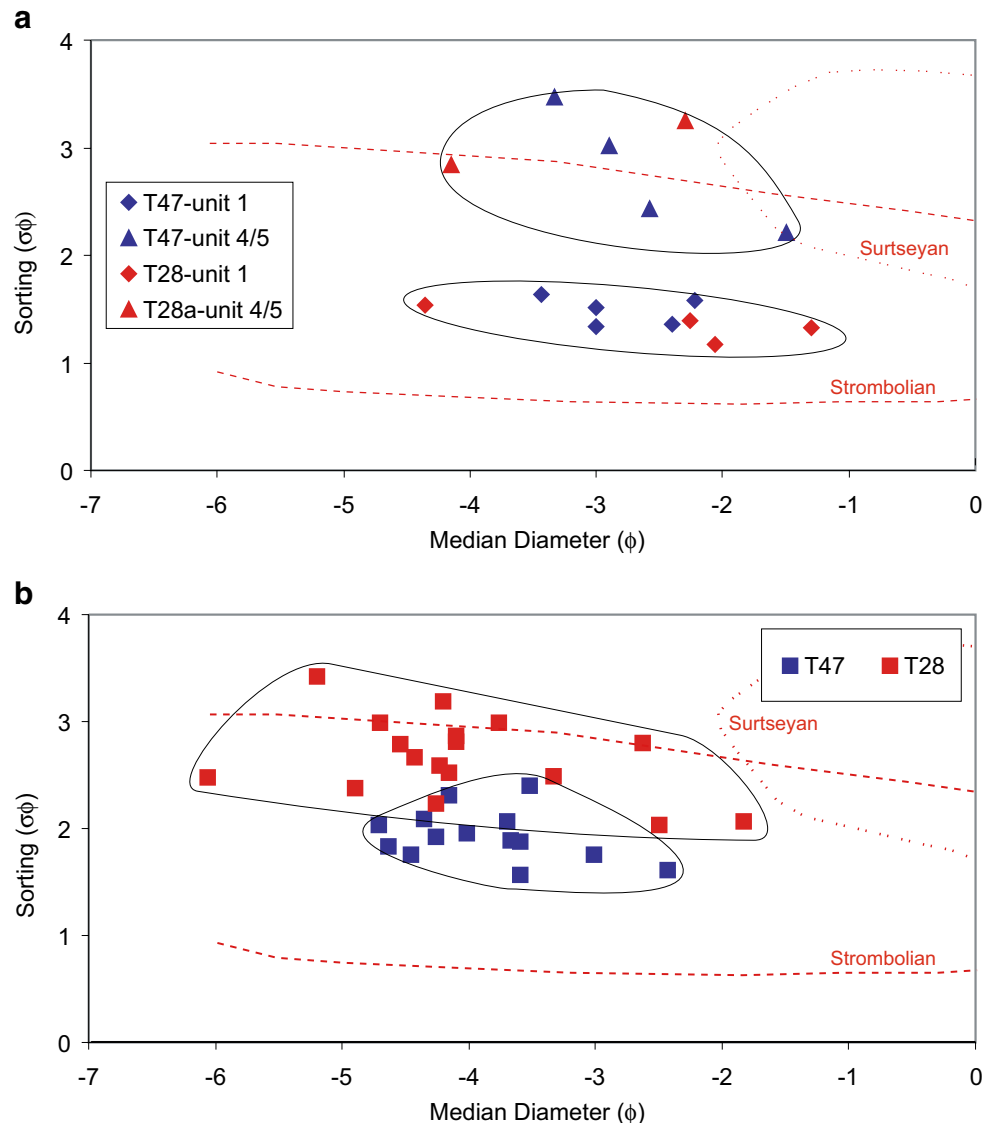 a
4
3
2
1
0
Sorting (σϕ)
T47-unit 1
T47-unit 4/5
T28-unit 1
T28a-unit 4/5
Surtseyan
Strombolian
-7 -6 -5 -4 -3 -2 -1 0
Median Diameter (ϕ)
b
4
3
2
1
0
Sorting (σϕ)
T47 T28
Surtseyan
Strombolian
-7 -6 -5 -4 -3 -2 -1 0
Median Diameter (ϕ)